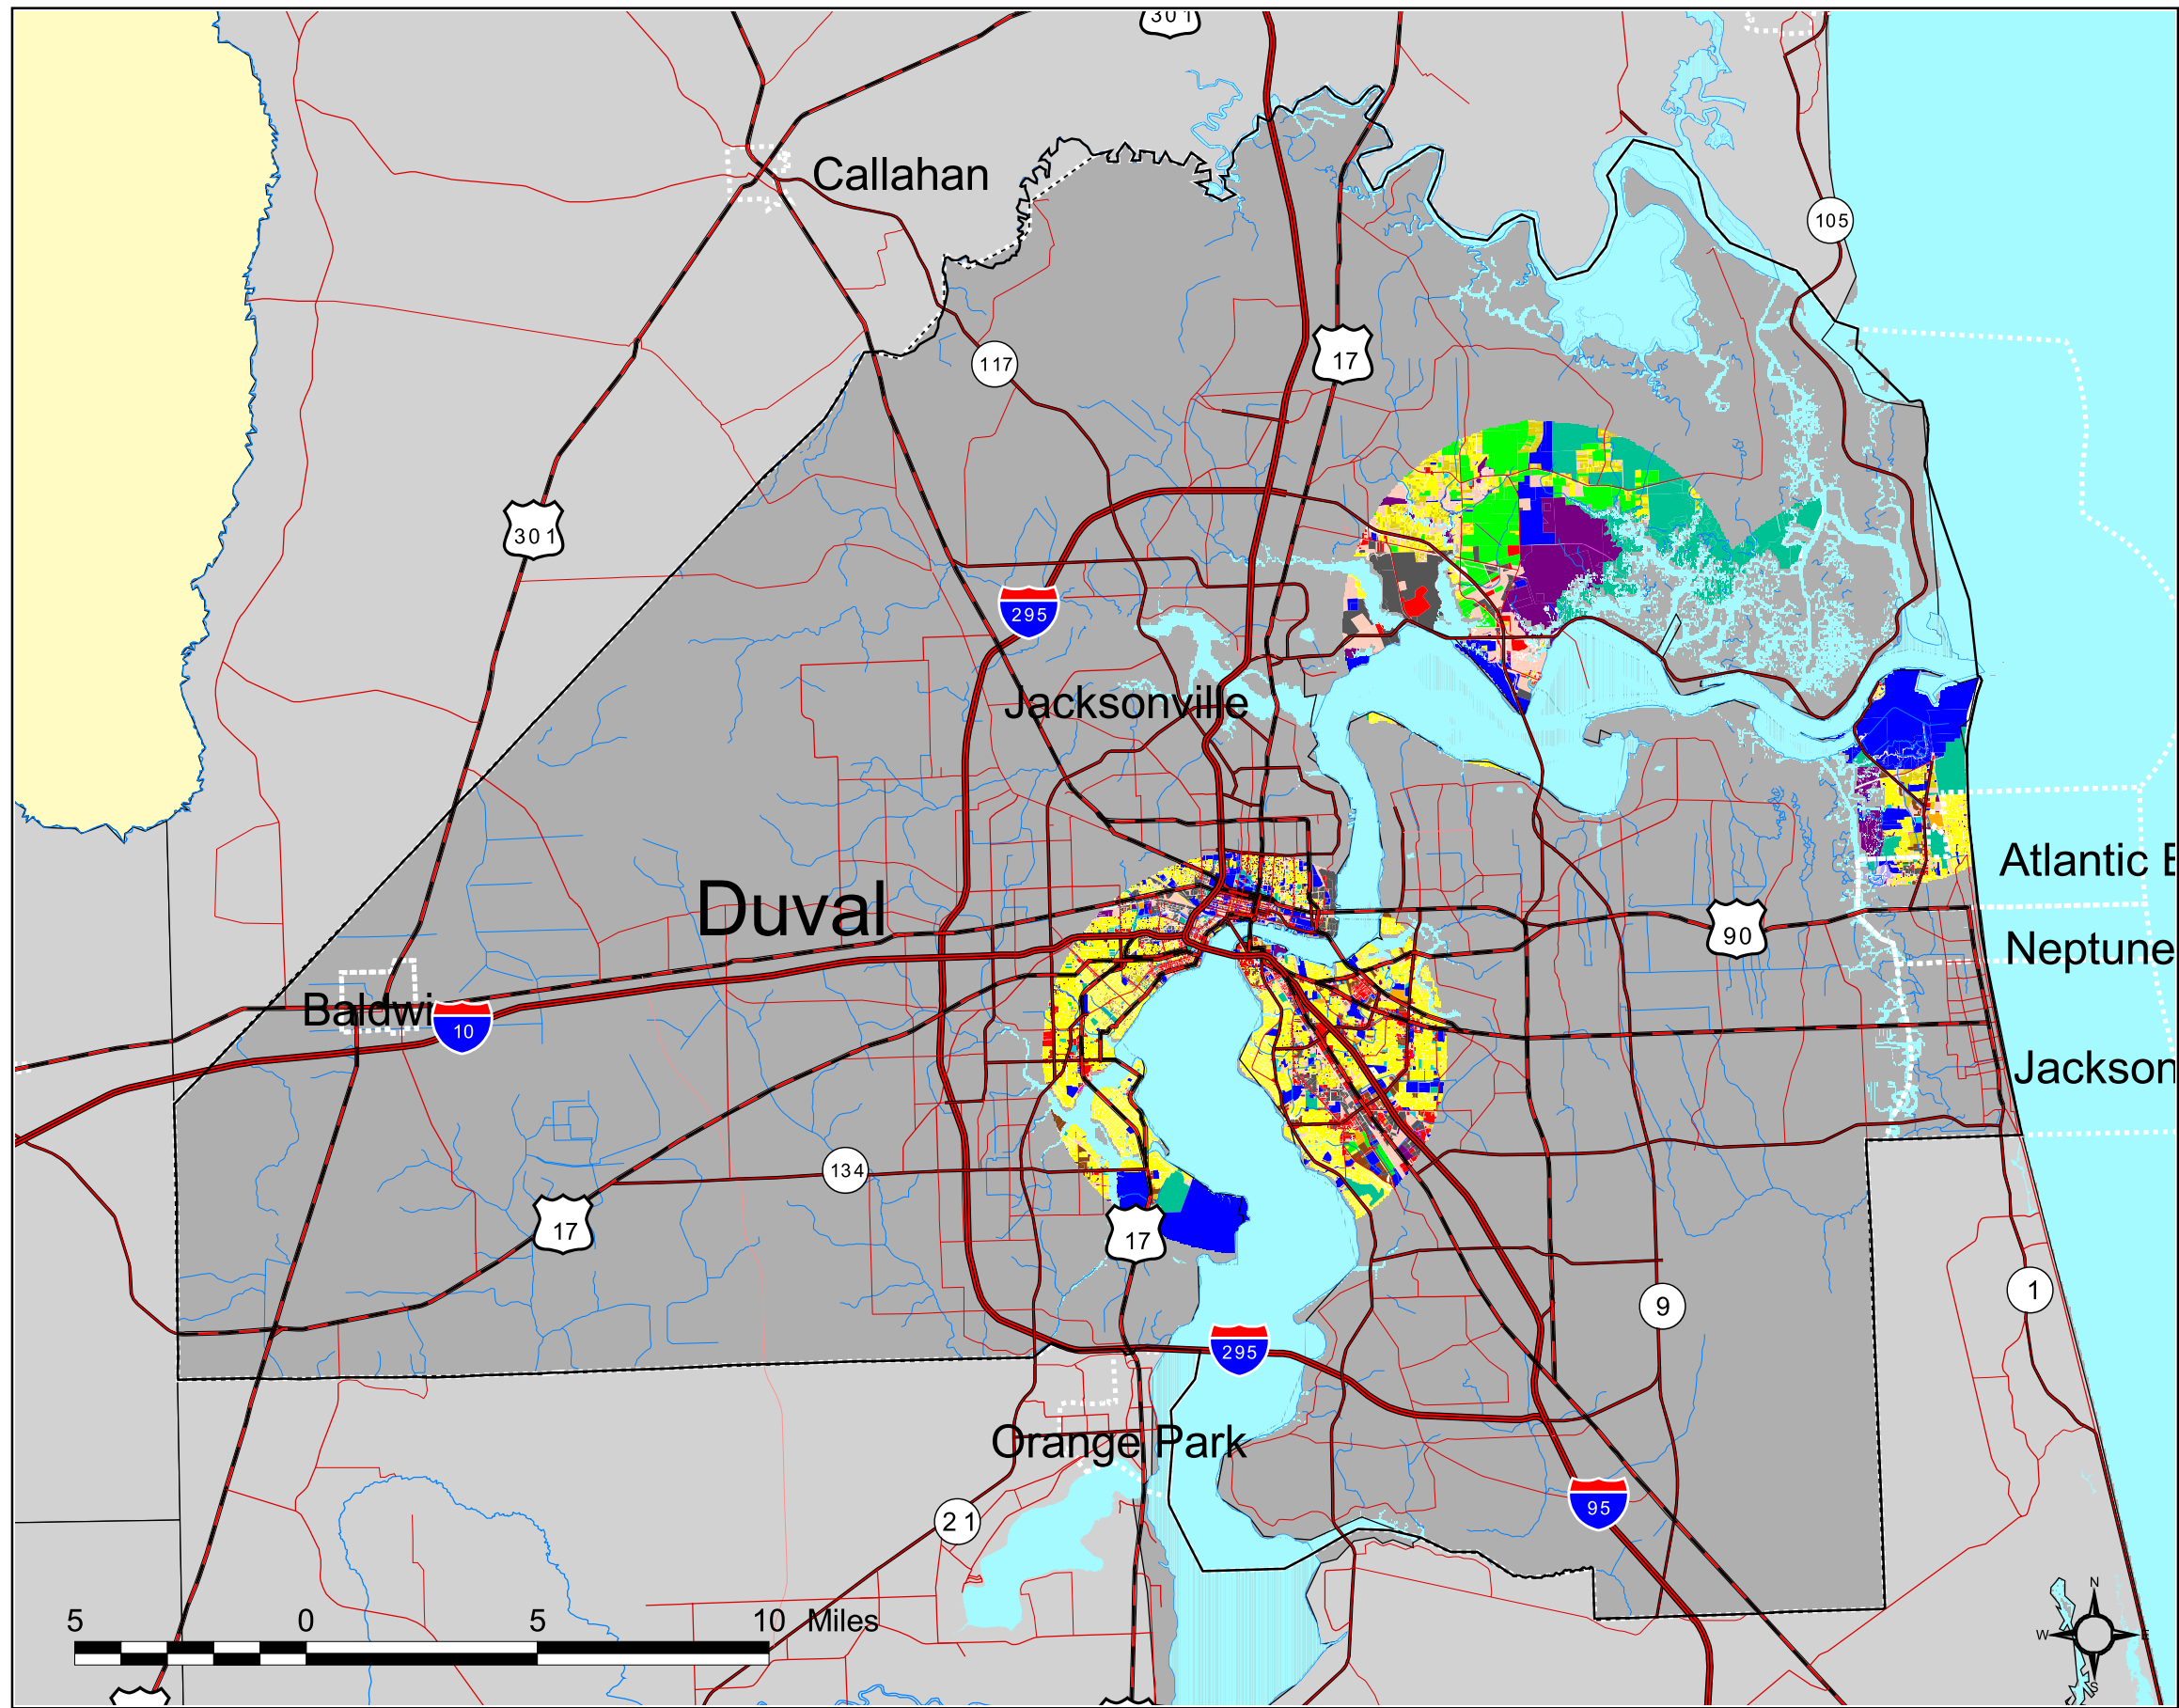 301
Callahan
105
117
17
301
295
Jacksonville
Atlantic B
Duval
90
Neptune
Baldwi
10
Jackson
134
17
17
1
9
295
Orange Park
95
21
N
W E
S
5 0 5 10 Miles